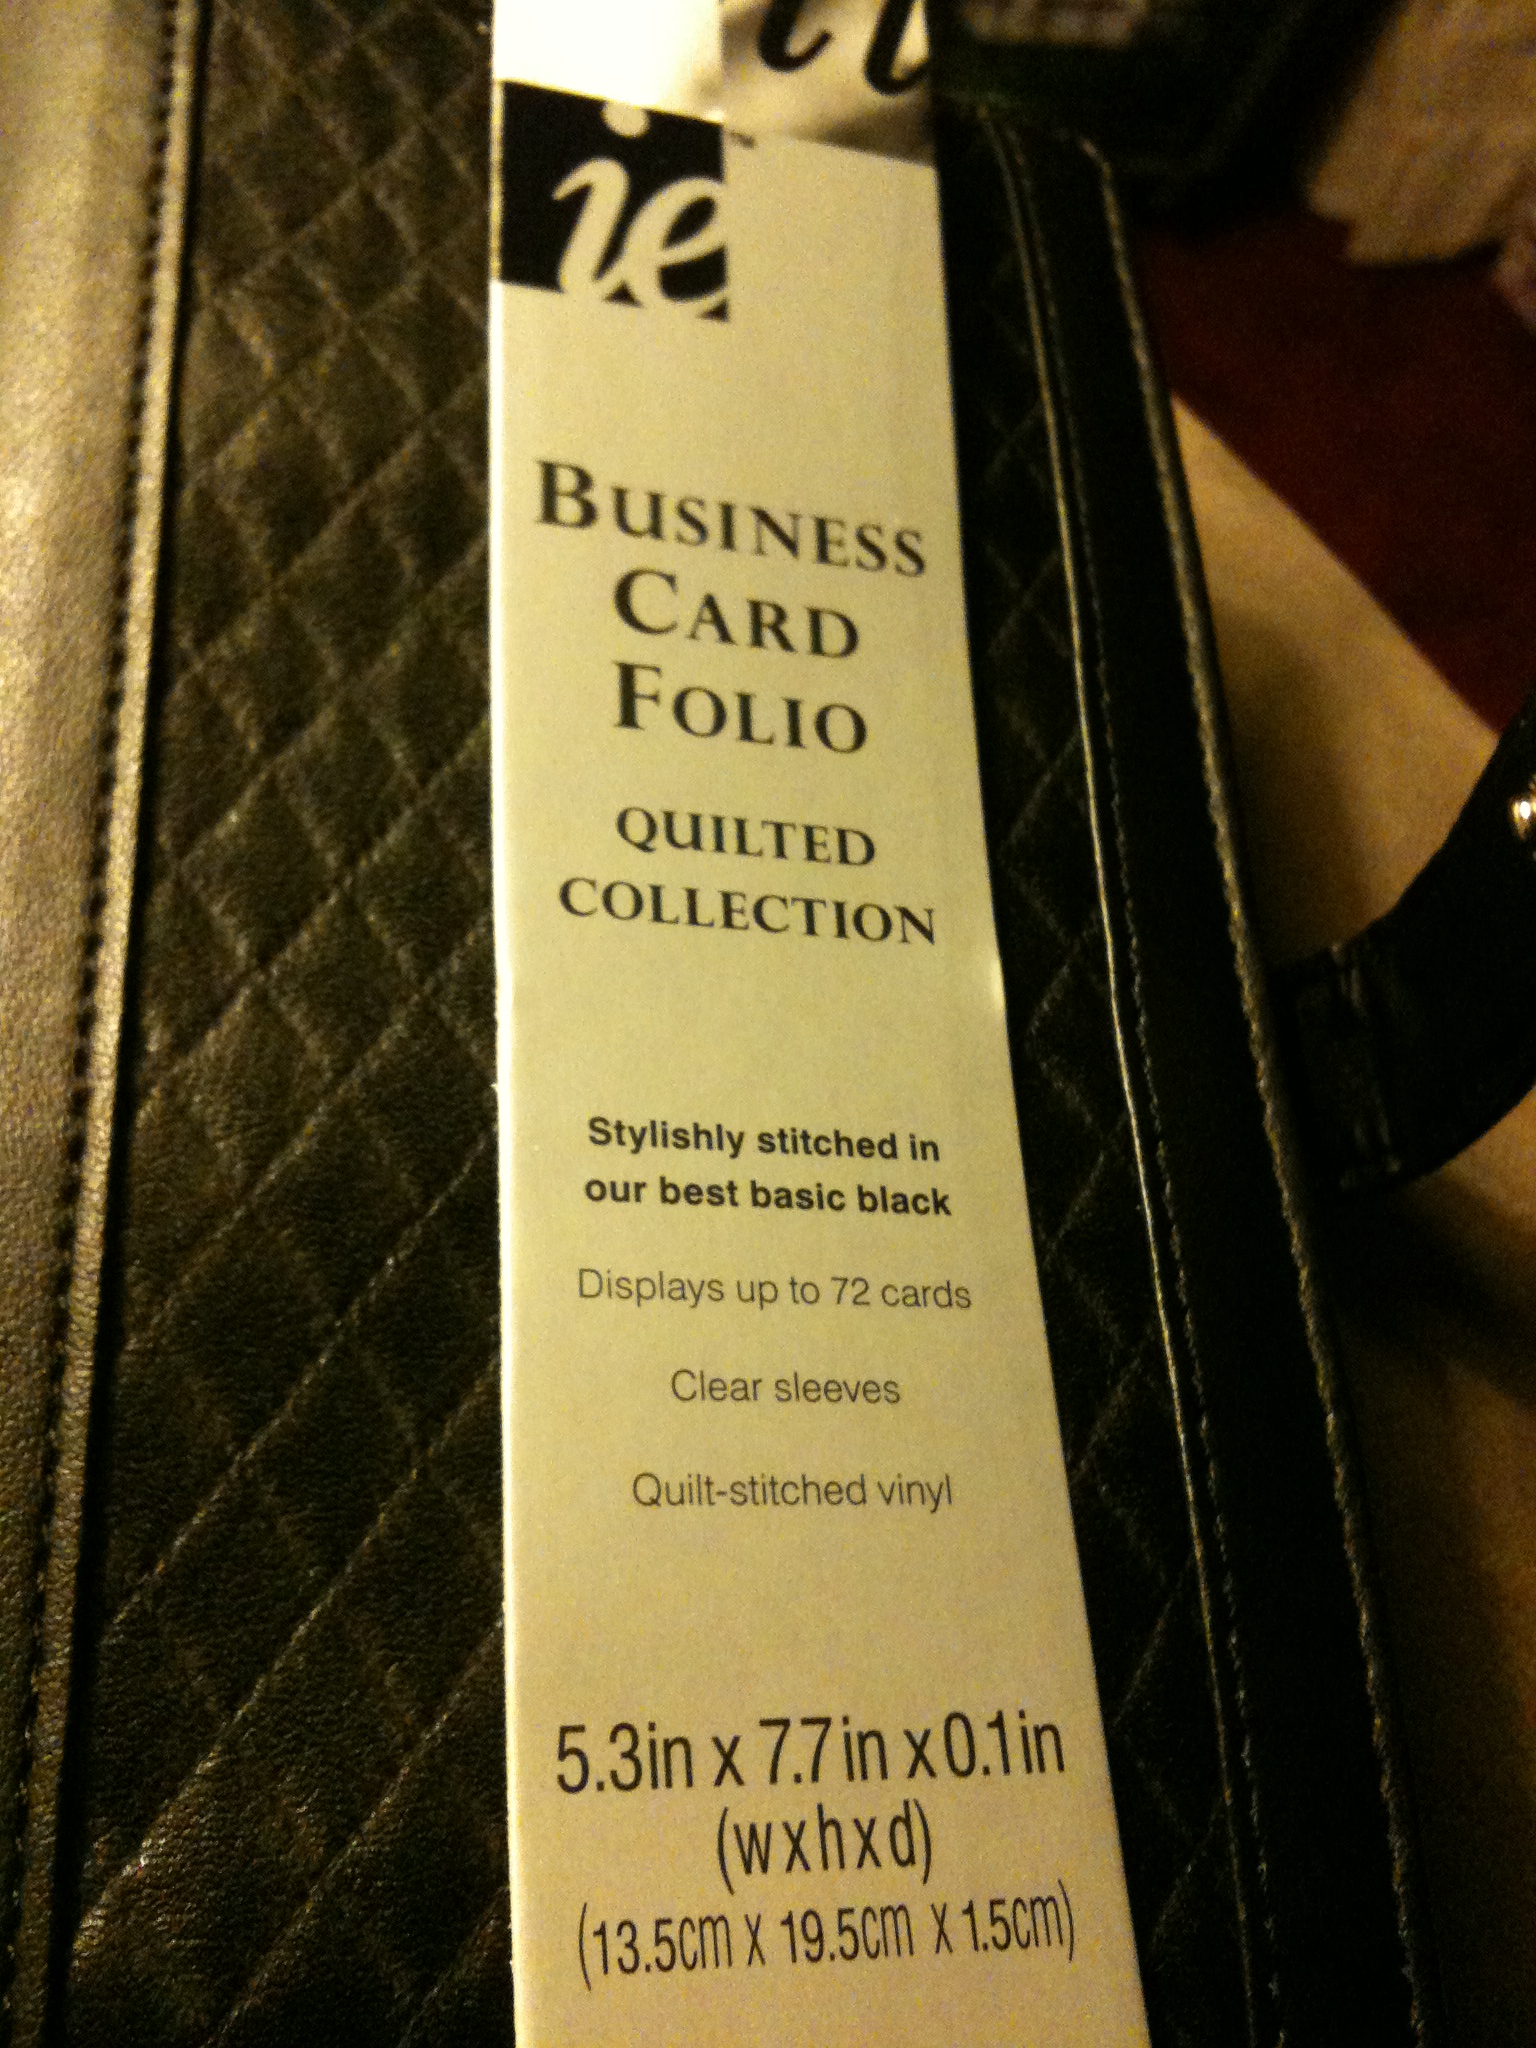 ie
BUSINESS
CARD
FOLIO
QUILTED
COLLECTION
Stylishly stitched in
our best basic black
Displays up to 72 cards
Clear sleeves
Quilt-stitched vinyl
5.3in x 7.7in x 0.1in
(wxhxd)
(13.5cm x 19.5cm x 1.5cm)